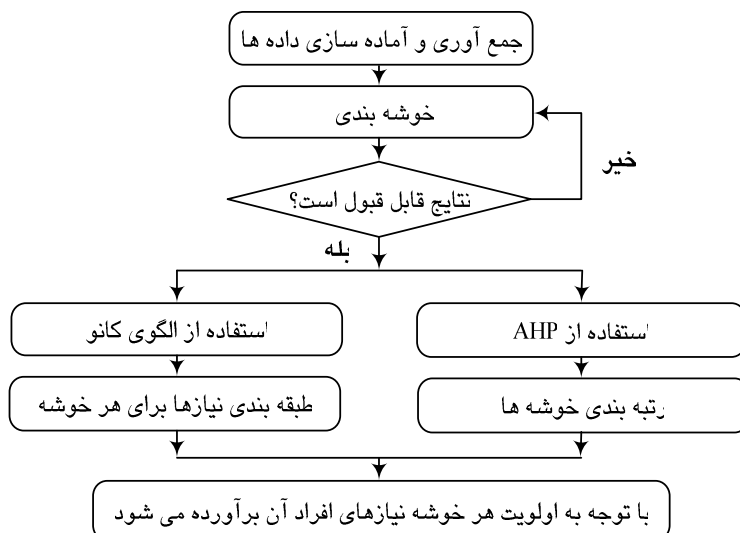 جمع آوری و آماده سازی داده ها
خوشه بندی
خیر
نتایج قابل قبول است؟
بله
استفاده از AHP
استفاده از الگوی کانو
رتبه بندی خوشه ها
طبقه بندی نیازها برای هر خوشه
با توجه به اولویت هر خوشه نیازهای افراد آن برآورده می شود